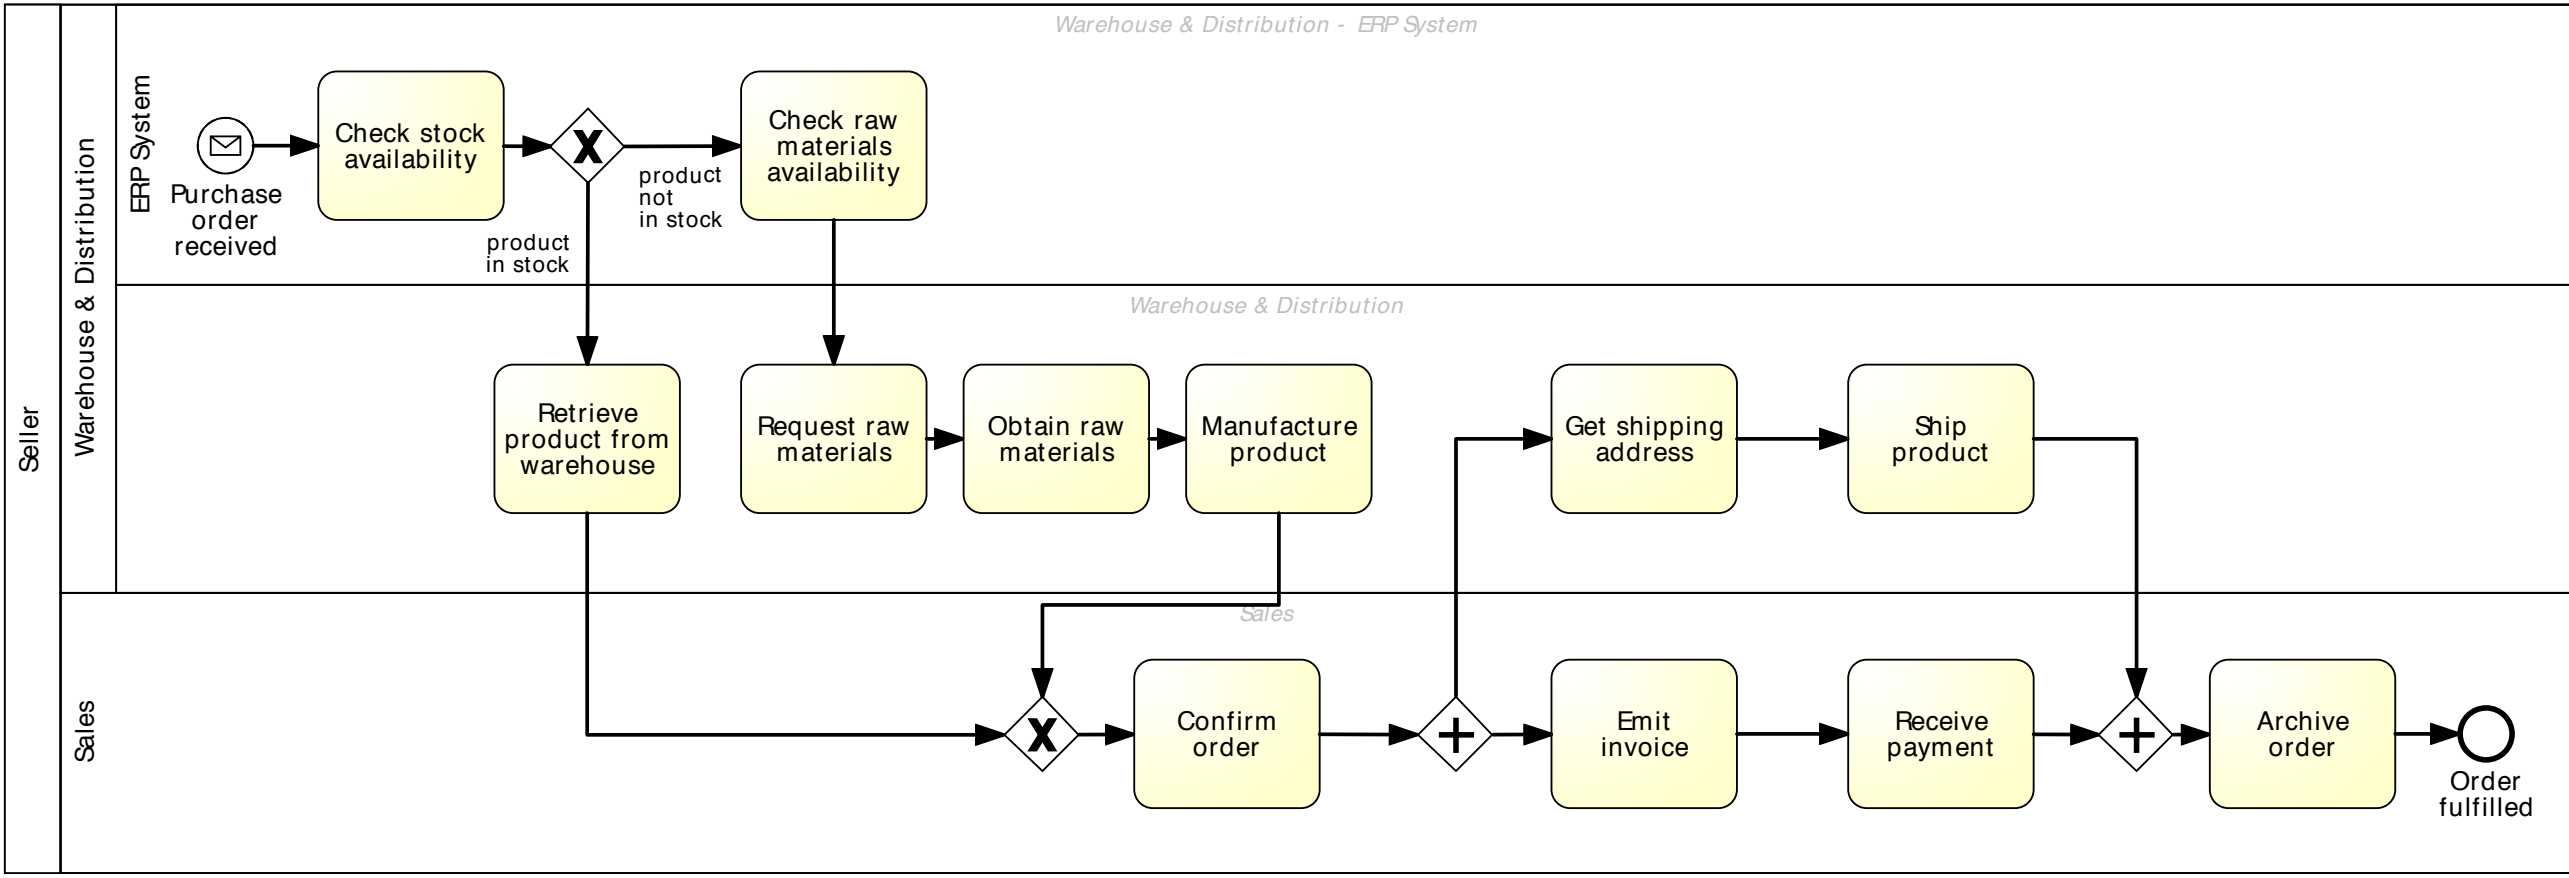 Warehouse & Distribution - ERP System
Seller
Warehouse & Distribution
ERP System
Purchase
order
received
Check stock
availability
X
product
in stock
product
not
in stock
Check raw
materials
availability
Warehouse & Distribution
Retrieve
product from
warehouse
Request raw
materials
Obtain raw
materials
Manufacture
product
Get shipping
address
Ship
product
Sales
Sales
X
Confirm
order
+
Emit
invoice
Receive
payment
+
Archive
order
Order
fulfilled